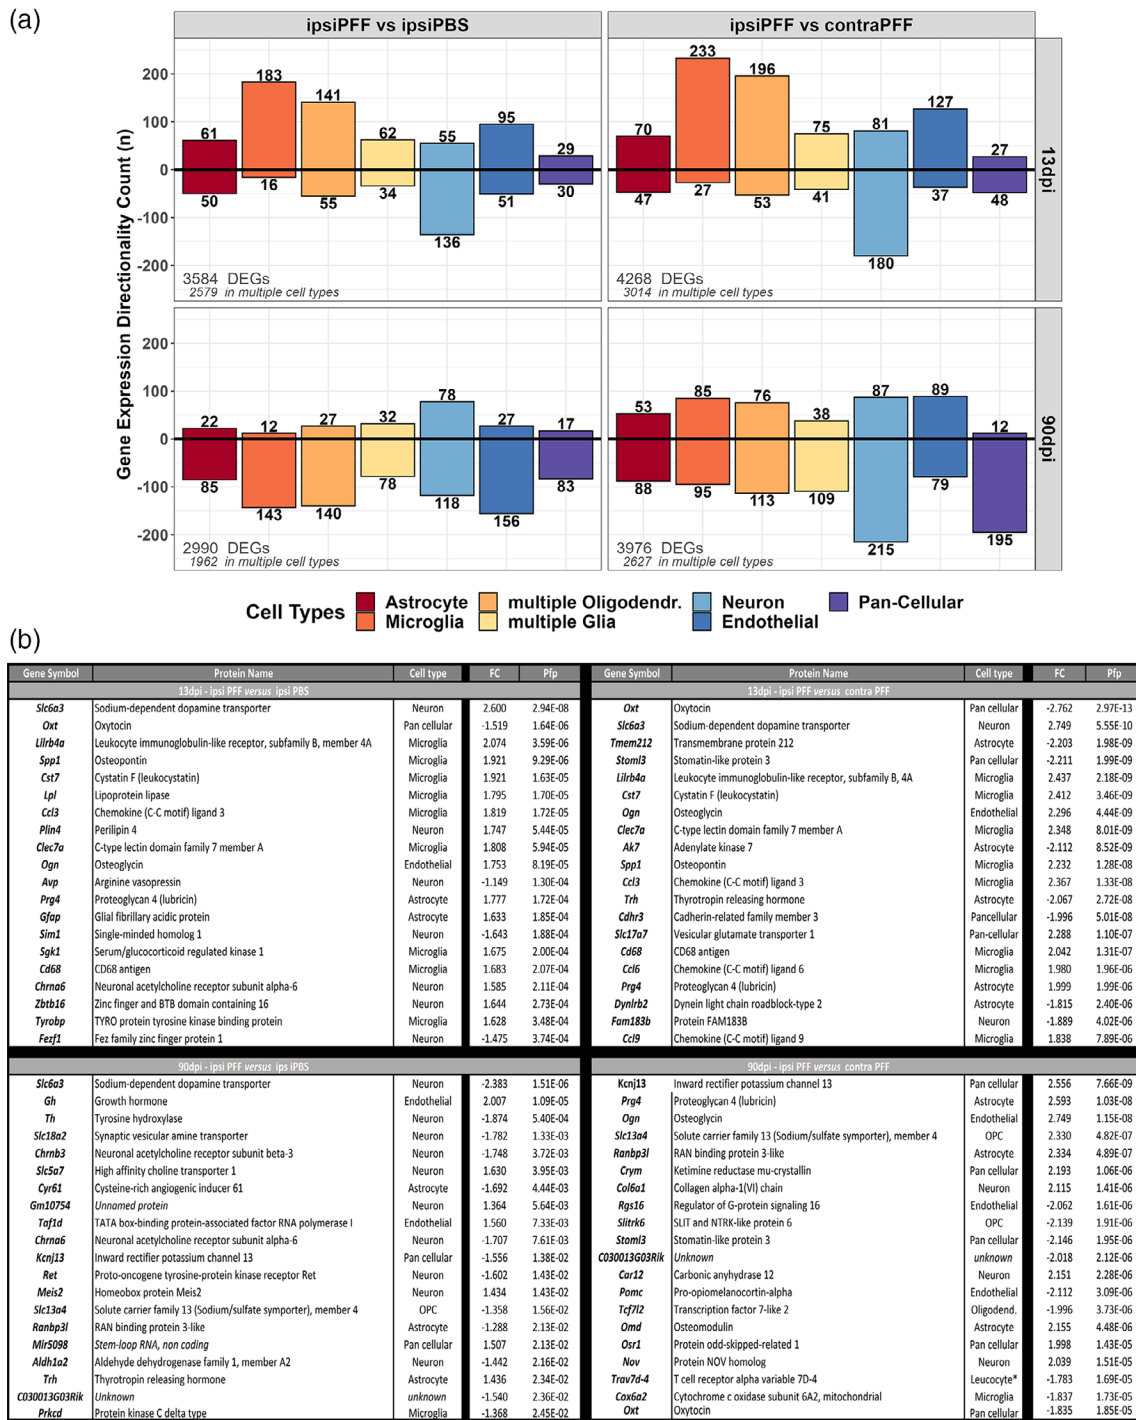 (a)
ipsiPFF vs ipsiPBS
ipsiPFF vs contraPFF
Gene Expression Directionality Count (n)
200
100
0
-100
-200
61 183 141 62 55 95 29
50 16 55 34 136 51 30
3584 DEGs
2579 in multiple cell types
70 233 196 75 81 127 27
47 27 53 41 180 37 48
4268 DEGs
3014 in multiple cell types
13dpi
200
100
0
-100
-200
22 12 27 32 78 27 17
85 143 140 78 118 156 83
2990 DEGs
1962 in multiple cell types
53 85 76 38 87 89 12
88 95 113 109 215 79 195
3976 DEGs
2627 in multiple cell types
90dpi
Cell Types
Astrocyte multiple Oligodendr. Neuron Pan-Cellular
Microglia multiple Glia Endothelial
(b)
Gene Symbol Protein Name Cell type FC Pfp
13dpi - ipsi PFF versus ipsi PBS
Slc6a3 Sodium-dependent dopamine transporter Neuron 2.600 2.94E-08
Oxt Oxytocin Pan cellular -1.519 1.64E-06
Lilrb4a Leukocyte immunoglobulin-like receptor, subfamily B, member 4A Microglia 2.074 3.59E-06
Spp1 Osteopontin Microglia 1.921 9.29E-06
Cst7 Cystatin F (leukocystatin) Microglia 1.921 1.63E-05
Lpl Lipoprotein lipase Microglia 1.795 1.70E-05
Ccl3 Chemokine (C-C motif) ligand 3 Microglia 1.819 1.72E-05
Plin4 Perilipin 4 Neuron 1.747 5.44E-05
Clec7a C-type lectin domain family 7 member A Microglia 1.808 5.94E-05
Ogn Osteoglycin Endothelial 1.753 8.19E-05
Avp Arginine vasopressin Neuron -1.149 1.30E-04
Prg4 Proteoglycan 4 (lubricin) Astrocyte 1.777 1.72E-04
Gfap Glial fibrillary acidic protein Astrocyte 1.633 1.85E-04
Sim1 Single-minded homolog 1 Neuron -1.643 1.88E-04
Sgk1 Serum/glucocorticoid regulated kinase 1 Microglia 1.675 2.00E-04
Cd68 CD68 antigen Microglia 1.683 2.07E-04
Chrna6 Neuronal acetylcholine receptor subunit alpha-6 Neuron 1.585 2.11E-04
Zbtb16 Zinc finger and BTB domain containing 16 Neuron 1.644 2.73E-04
Tyrobp TYRO protein tyrosine kinase binding protein Microglia 1.628 3.48E-04
Fezf1 Fez family zinc finger protein 1 Neuron -1.475 3.74E-04
Gene Symbol Protein Name Cell type FC Pfp
13dpi - ipsi PFF versus contra PFF
Oxt Oxytocin Pan cellular -2.762 2.97E-13
Slc6a3 Sodium-dependent dopamine transporter Neuron 2.749 5.55E-10
Tmem212 Transmembrane protein 212 Astrocyte -2.203 1.98E-09
Stoml3 Stomatin-like protein 3 Pan cellular -2.211 1.99E-09
Lilrb4a Leukocyte immunoglobulin-like receptor, subfamily B, 4A Microglia 2.437 2.18E-09
Cst7 Cystatin F (leukocystatin) Microglia 2.412 3.46E-09
Ogn Osteoglycin Endothelial 2.296 4.44E-09
Clec7a C-type lectin domain family 7 member A Microglia 2.348 8.01E-09
Ak7 Adenylate kinase 7 Astrocyte -2.112 8.52E-09
Spp1 Osteopontin Microglia 2.232 1.28E-08
Ccl3 Chemokine (C-C motif) ligand 3 Microglia 2.367 1.33E-08
Trh Thyrotropin releasing hormone Astrocyte -2.067 2.72E-08
Cdhr3 Cadherin-related family member 3 Pancellular -1.996 5.01E-08
Slc17a7 Vesicular glutamate transporter 1 Pan-cellular 2.288 1.10E-07
Cd68 CD68 antigen Microglia 2.042 1.31E-07
Ccl6 Chemokine (C-C motif) ligand 6 Microglia 1.980 1.96E-06
Prg4 Proteoglycan 4 (lubricin) Astrocyte 1.999 1.99E-06
Dynlrb2 Dynein light chain roadblock-type 2 Astrocyte -1.815 2.40E-06
Fam183b Protein FAM183B Neuron -1.889 4.02E-06
Ccl9 Chemokine (C-C motif) ligand 9 Microglia 1.838 7.89E-06
90dpi - ipsi PFF versus ips iPBS
Slc6a3 Sodium-dependent dopamine transporter Neuron -2.383 1.51E-06
Gh Growth hormone Endothelial 2.007 1.09E-05
Th Tyrosine hydroxylase Neuron -1.874 5.40E-04
Slc18a2 Synaptic vesicular amine transporter Neuron -1.782 1.33E-03
Chrnb3 Neuronal acetylcholine receptor subunit beta-3 Neuron -1.748 3.72E-03
Slc5a7 High affinity choline transporter 1 Neuron 1.630 3.95E-03
Cyr61 Cysteine-rich angiogenic inducer 61 Astrocyte -1.692 4.44E-03
Gm10754 Unnamed protein Neuron 1.364 5.64E-03
Taf1d TATA box-binding protein-associated factor RNA polymerase I Endothelial 1.560 7.33E-03
Chrna6 Neuronal acetylcholine receptor subunit alpha-6 Neuron -1.707 7.61E-03
Kcnj13 Inward rectifier potassium channel 13 Pan cellular -1.556 1.38E-02
Ret Proto-oncogene tyrosine-protein kinase receptor Ret Neuron -1.602 1.43E-02
Meis2 Homeobox protein Meis2 Neuron 1.434 1.43E-02
Slc13a4 Solute carrier family 13 (Sodium/sulfate symporter), member 4 OPC -1.358 1.56E-02
Ranbp3l RAN binding protein 3-like Astrocyte -1.288 2.13E-02
Mir5098 Stem-loop RNA, non coding Pan cellular 1.507 2.13E-02
Aldh1a2 Aldehyde dehydrogenase family 1, member A2 Neuron -1.442 2.16E-02
Trh Thyrotropin releasing hormone Astrocyte 1.436 2.34E-02
C030013G03Rik Unknown unknown -1.540 2.36E-02
Prkcd Protein kinase C delta type Microglia -1.368 2.45E-02
90dpi - ipsi PFF versus contra PFF
Kcnj13 Inward rectifier potassium channel 13 Pan cellular 2.556 7.66E-09
Prg4 Proteoglycan 4 (lubricin) Astrocyte 2.593 1.03E-08
Ogn Osteoglycin Endothelial 2.749 1.15E-08
Slc13a4 Solute carrier family 13 (Sodium/sulfate symporter), member 4 OPC 2.330 4.82E-07
Ranbp3l RAN binding protein 3-like Astrocyte 2.334 4.89E-07
Crym Ketimine reductase mu-crystallin Pan cellular 2.193 1.06E-06
Col6a1 Collagen alpha-1(VI) chain Neuron 2.115 1.41E-06
Rgs16 Regulator of G-protein signaling 16 Endothelial -2.062 1.61E-06
Slitrk6 SLIT and NTRK-like protein 6 OPC -2.139 1.91E-06
Stoml3 Stomatin-like protein 3 Pan cellular -2.146 1.95E-06
C030013G03Rik Unknown unknown -2.018 2.12E-06
Car12 Carbonic anyhydrase 12 Neuron 2.151 2.28E-06
Pomc Pro-opiomelanocortin-alpha Endothelial -2.112 3.09E-06
Tcf7l2 Transcription factor 7-like 2 Oligodend. -1.996 3.73E-06
Omd Osteomodulin Astrocyte 2.155 4.48E-06
Osr1 Protein odd-skipped-related 1 Pan cellular 1.998 1.43E-05
Nov Protein NOV homolog Neuron 2.039 1.51E-05
Trav7d-4 T cell receptor alpha variable 7D-4 Leucocyte* -1.783 1.69E-05
Cox6a2 Cytochrome c oxidase subunit 6A2, mitochondrial Microglia -1.837 1.73E-05
Oxt Oxytocin Pan cellular -1.835 1.85E-05